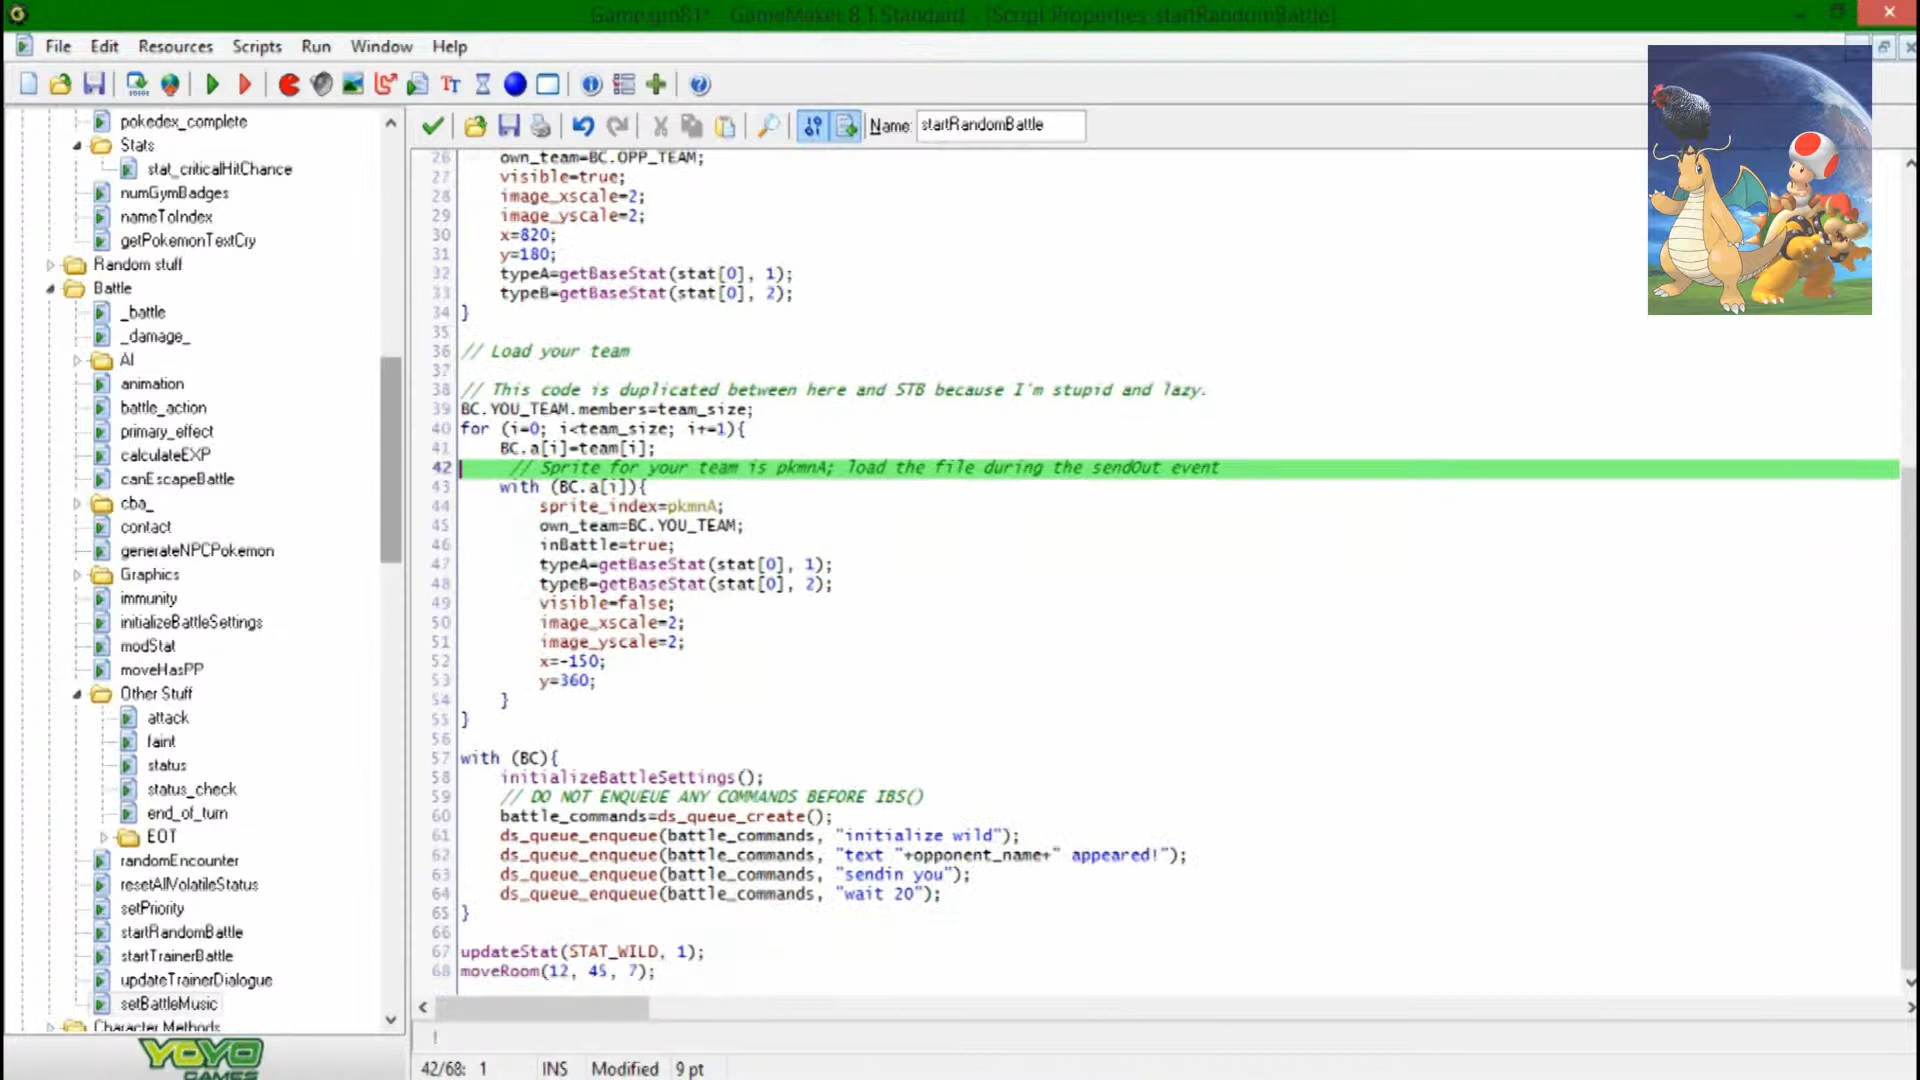 Game.gm81* - GameMaker 8.1 Standard - [Script Properties: startRandomBattle]
File Edit Resources Scripts Run Window Help
Name: startRandomBattle
pokedex_complete
Stats
stat_criticalHitChance
numGymBadges
nameToIndex
getPokemonTextCry
Random stuff
Battle
_battle
_damage_
AI
animation
battle_action
primary_effect
calculateEXP
canEscapeBattle
cba_
contact
generateNPCPokemon
Graphics
immunity
initializeBattleSettings
modStat
moveHasPP
Other Stuff
attack
faint
status
status_check
end_of_turn
EOT
randomEncounter
resetAllVolatileStatus
setPriority
startRandomBattle
startTrainerBattle
updateTrainerDialogue
setBattleMusic
Character Methods
YOYO
GAMES
26 own_team=BC.OPP_TEAM;
27 visible=true;
28 image_xscale=2;
29 image_yscale=2;
30 x=820;
31 y=180;
32 typeA=getBaseStat(stat[0], 1);
33 typeB=getBaseStat(stat[0], 2);
34 }
35
36 // Load your team
37
38 // This code is duplicated between here and STB because I'm stupid and lazy.
39 BC.YOU_TEAM.members=team_size;
40 for (i=0; i<team_size; i+=1){
41 BC.a[i]=team[i];
42 // Sprite for your team is pkmnA; load the file during the sendOut event
43 with (BC.a[i]){
44 sprite_index=pkmnA;
45 own_team=BC.YOU_TEAM;
46 inBattle=true;
47 typeA=getBaseStat(stat[0], 1);
48 typeB=getBaseStat(stat[0], 2);
49 visible=false;
50 image_xscale=2;
51 image_yscale=2;
52 x=-150;
53 y=360;
54 }
55 }
56
57 with (BC){
58 initializeBattleSettings();
59 // DO NOT ENQUEUE ANY COMMANDS BEFORE IBS()
60 battle_commands=ds_queue_create();
61 ds_queue_enqueue(battle_commands, "initialize wild");
62 ds_queue_enqueue(battle_commands, "text "+opponent_name+" appeared!");
63 ds_queue_enqueue(battle_commands, "sendin you");
64 ds_queue_enqueue(battle_commands, "wait 20");
65 }
66
67 updateStat(STAT_WILD, 1);
68 moveRoom(12, 45, 7);
42/68: 1 INS Modified 9 pt